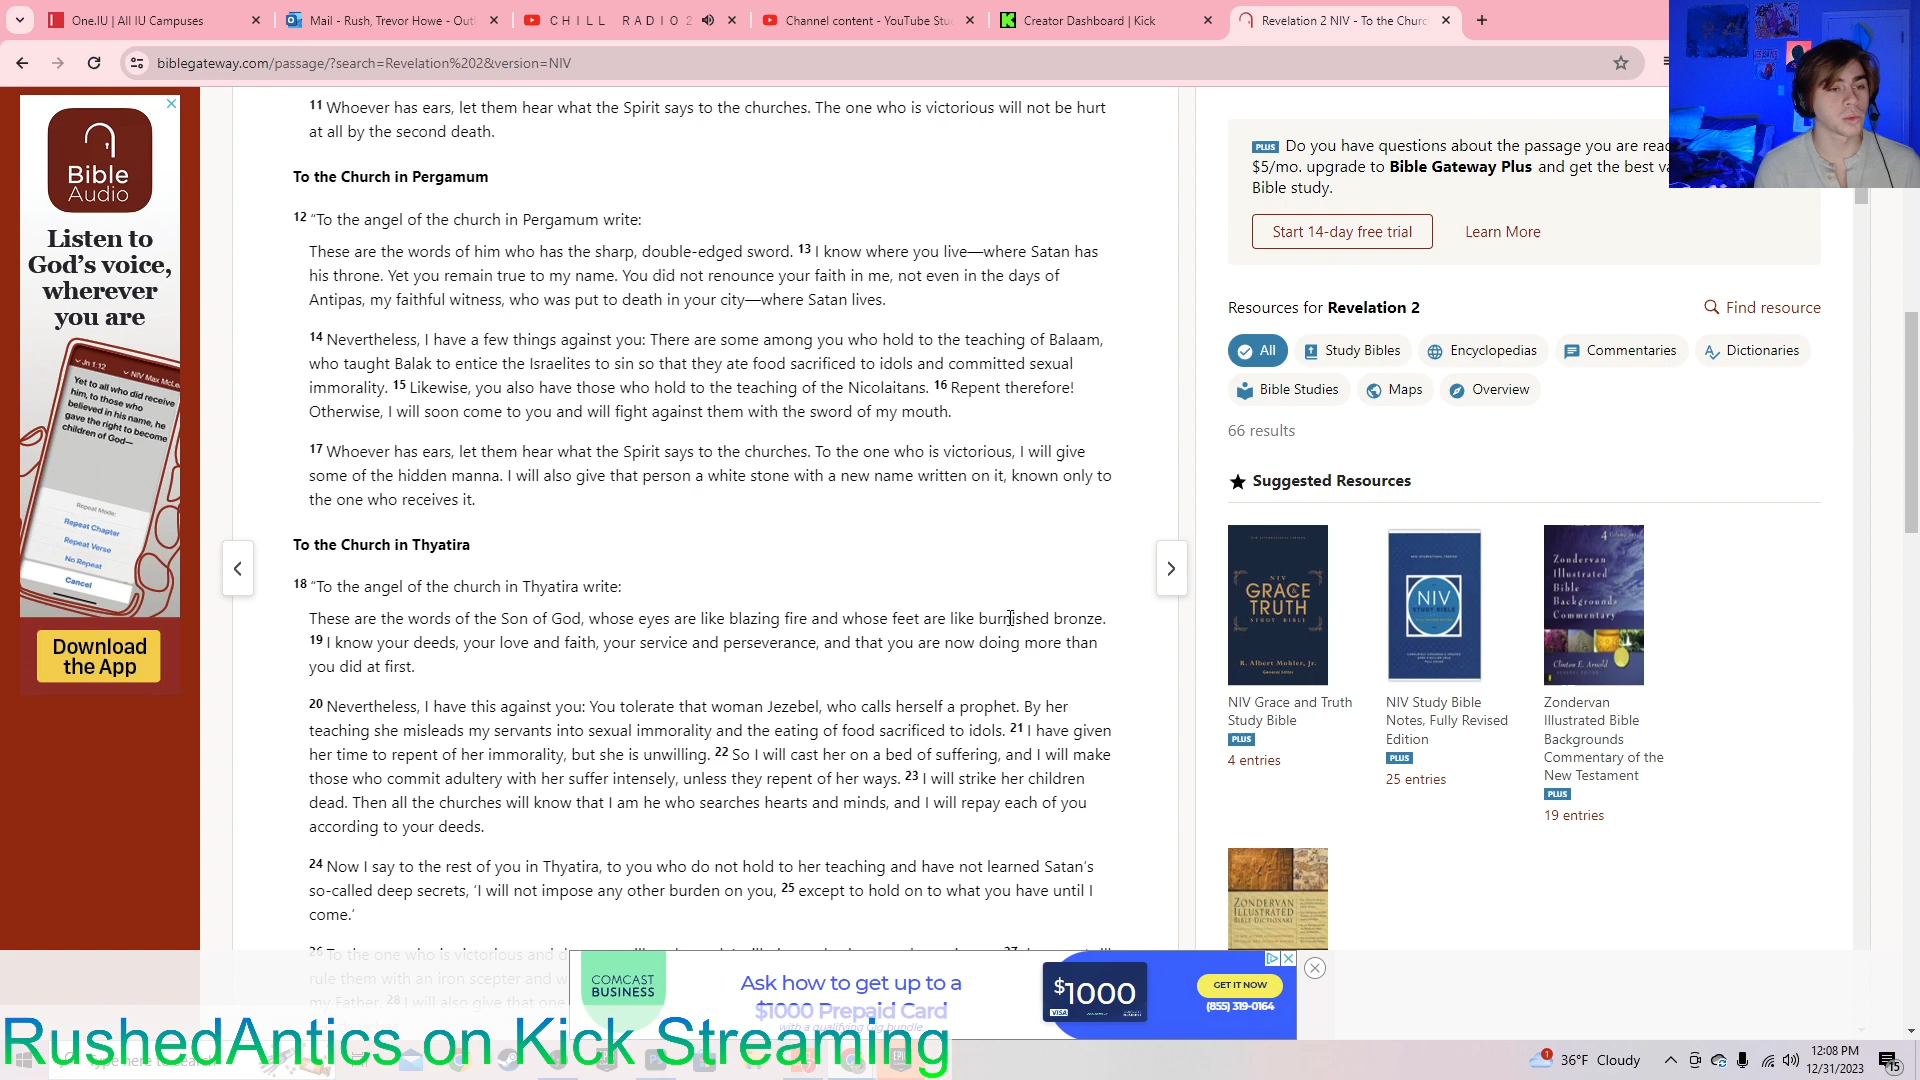 One.IU | All IU Campuses
Mail - Rush, Trevor Howe - Out
C H I L L R A D I O 2
Channel content - YouTube Stu
Creator Dashboard | Kick
Revelation 2 NIV - To the Churc
biblegateway.com/passage/?search=Revelation%202&version=NIV
Bible
Audio
Listen to
God's voice,
wherever
you are
Jn 1:12
NIV Max McLe
Yet to all who did receive
him, to those who
believed in his name, he
gave the right to become
children of God—
Repeat Mode:
Repeat Chapter
Repeat Verse
No Repeat
Cancel
Download
the App
11 Whoever has ears, let them hear what the Spirit says to the churches. The one who is victorious will not be hurt
at all by the second death.
To the Church in Pergamum
12 “To the angel of the church in Pergamum write:
These are the words of him who has the sharp, double-edged sword. 13 I know where you live—where Satan has
his throne. Yet you remain true to my name. You did not renounce your faith in me, not even in the days of
Antipas, my faithful witness, who was put to death in your city—where Satan lives.
14 Nevertheless, I have a few things against you: There are some among you who hold to the teaching of Balaam,
who taught Balak to entice the Israelites to sin so that they ate food sacrificed to idols and committed sexual
immorality. 15 Likewise, you also have those who hold to the teaching of the Nicolaitans. 16 Repent therefore!
Otherwise, I will soon come to you and will fight against them with the sword of my mouth.
17 Whoever has ears, let them hear what the Spirit says to the churches. To the one who is victorious, I will give
some of the hidden manna. I will also give that person a white stone with a new name written on it, known only to
the one who receives it.
To the Church in Thyatira
18 “To the angel of the church in Thyatira write:
These are the words of the Son of God, whose eyes are like blazing fire and whose feet are like burnished bronze.
19 I know your deeds, your love and faith, your service and perseverance, and that you are now doing more than
you did at first.
20 Nevertheless, I have this against you: You tolerate that woman Jezebel, who calls herself a prophet. By her
teaching she misleads my servants into sexual immorality and the eating of food sacrificed to idols. 21 I have given
her time to repent of her immorality, but she is unwilling. 22 So I will cast her on a bed of suffering, and I will make
those who commit adultery with her suffer intensely, unless they repent of her ways. 23 I will strike her children
dead. Then all the churches will know that I am he who searches hearts and minds, and I will repay each of you
according to your deeds.
24 Now I say to the rest of you in Thyatira, to you who do not hold to her teaching and have not learned Satan's
so-called deep secrets, ‘I will not impose any other burden on you, 25 except to hold on to what you have until I
come.’
26 To the one who is victorious and d
rule them with an iron scepter and w
my Father. 28 I will also give that one
PLUS Do you have questions about the passage you are rea
$5/mo. upgrade to Bible Gateway Plus and get the best va
Bible study.
Start 14-day free trial
Learn More
Resources for Revelation 2
Find resource
All
Study Bibles
Encyclopedias
Commentaries
Dictionaries
Bible Studies
Maps
Overview
66 results
Suggested Resources
NIV
GRACE
AND
TRUTH
STUDY BIBLE
R. Albert Mohler, Jr.
General Editor
NIV
STUDY BIBLE
4 Volume
Zondervan
Illustrated
Bible
Backgrounds
Commentary
Clinton E. Arnold
NIV Grace and Truth
Study Bible
PLUS
4 entries
NIV Study Bible
Notes, Fully Revised
Edition
PLUS
25 entries
Zondervan
Illustrated Bible
Backgrounds
Commentary of the
New Testament
PLUS
19 entries
ZONDERVAN
ILLUSTRATED
BIBLE DICTIONARY
COMCAST
BUSINESS
Ask how to get up to a
$1000 Prepaid Card
with a qualifying Gig bundle.
$1000
VISA
GET IT NOW
(855) 319-0164
RushedAntics on Kick Streaming
Type here to search
1
36°F Cloudy
12:08 PM
12/31/2023
15